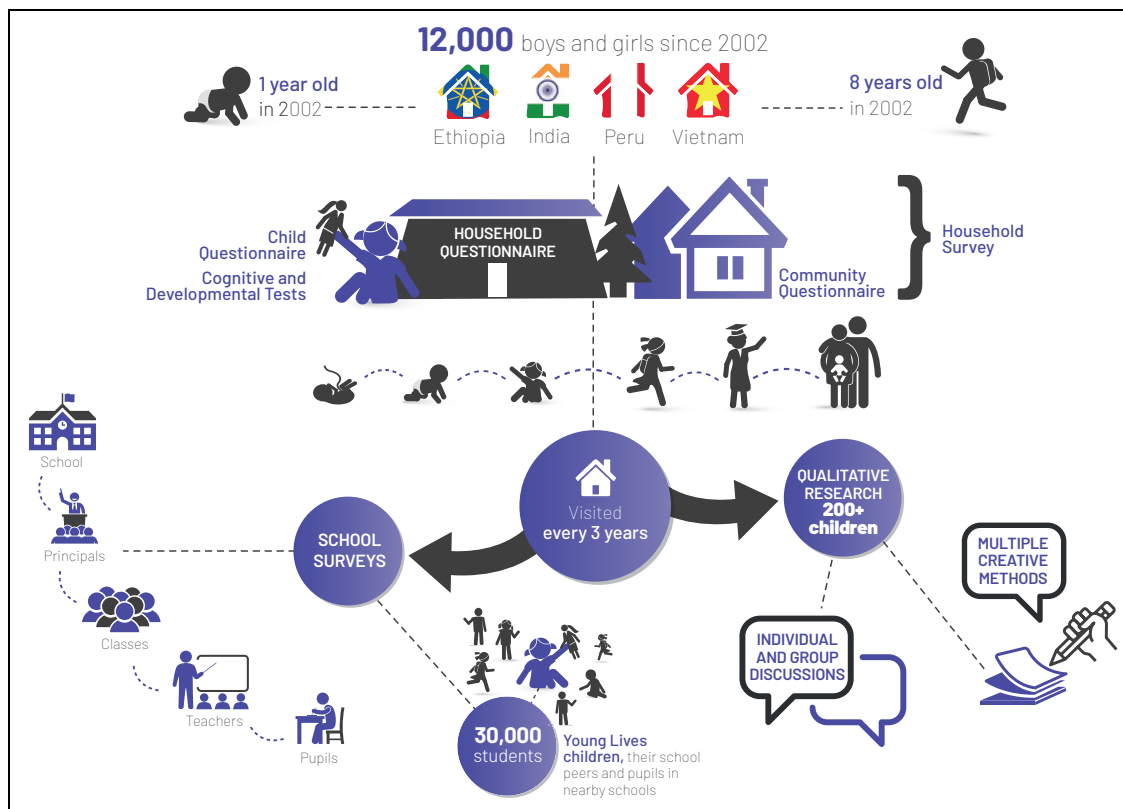 12,000 boys and girls since 2002
1 year old
in 2002
8 years old
in 2002
Ethiopia
India
Peru
Vietnam
Child
Questionnaire
Cognitive and
Developmental Tests
HOUSEHOLD
QUESTIONNAIRE
Community
Questionnaire
Household
Survey
Visited
every 3 years
QUALITATIVE
RESEARCH
200+
children
SCHOOL
SURVEYS
School
Principals
Classes
Teachers
Pupils
30,000
students
Young Lives
children, their school
peers and pupils in
nearby schools
INDIVIDUAL
AND GROUP
DISCUSSIONS
MULTIPLE
CREATIVE
METHODS